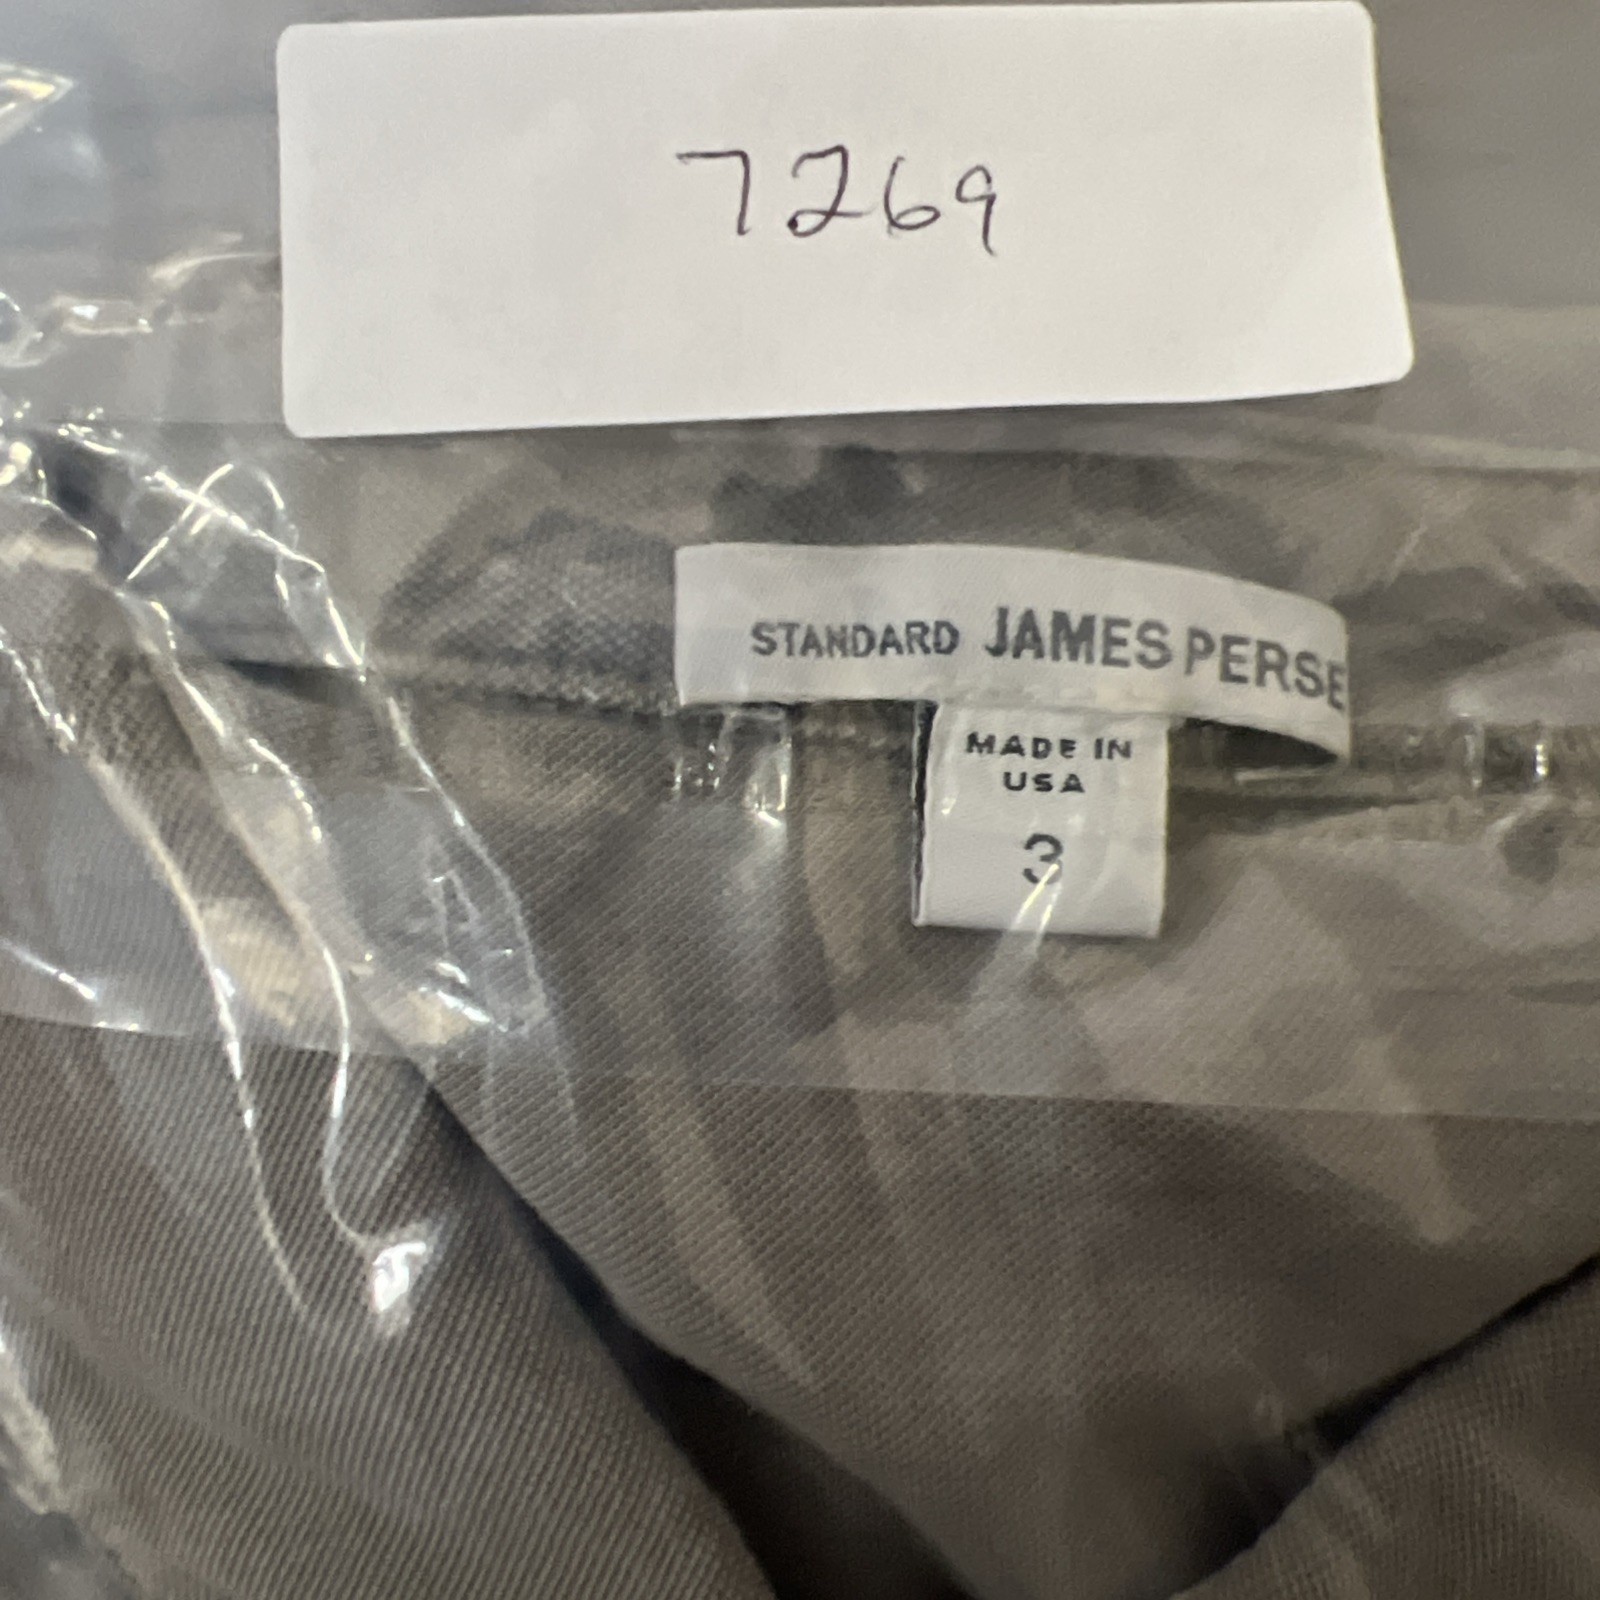 7269
STANDARD JAMES PERSE
MADE IN
USA
3